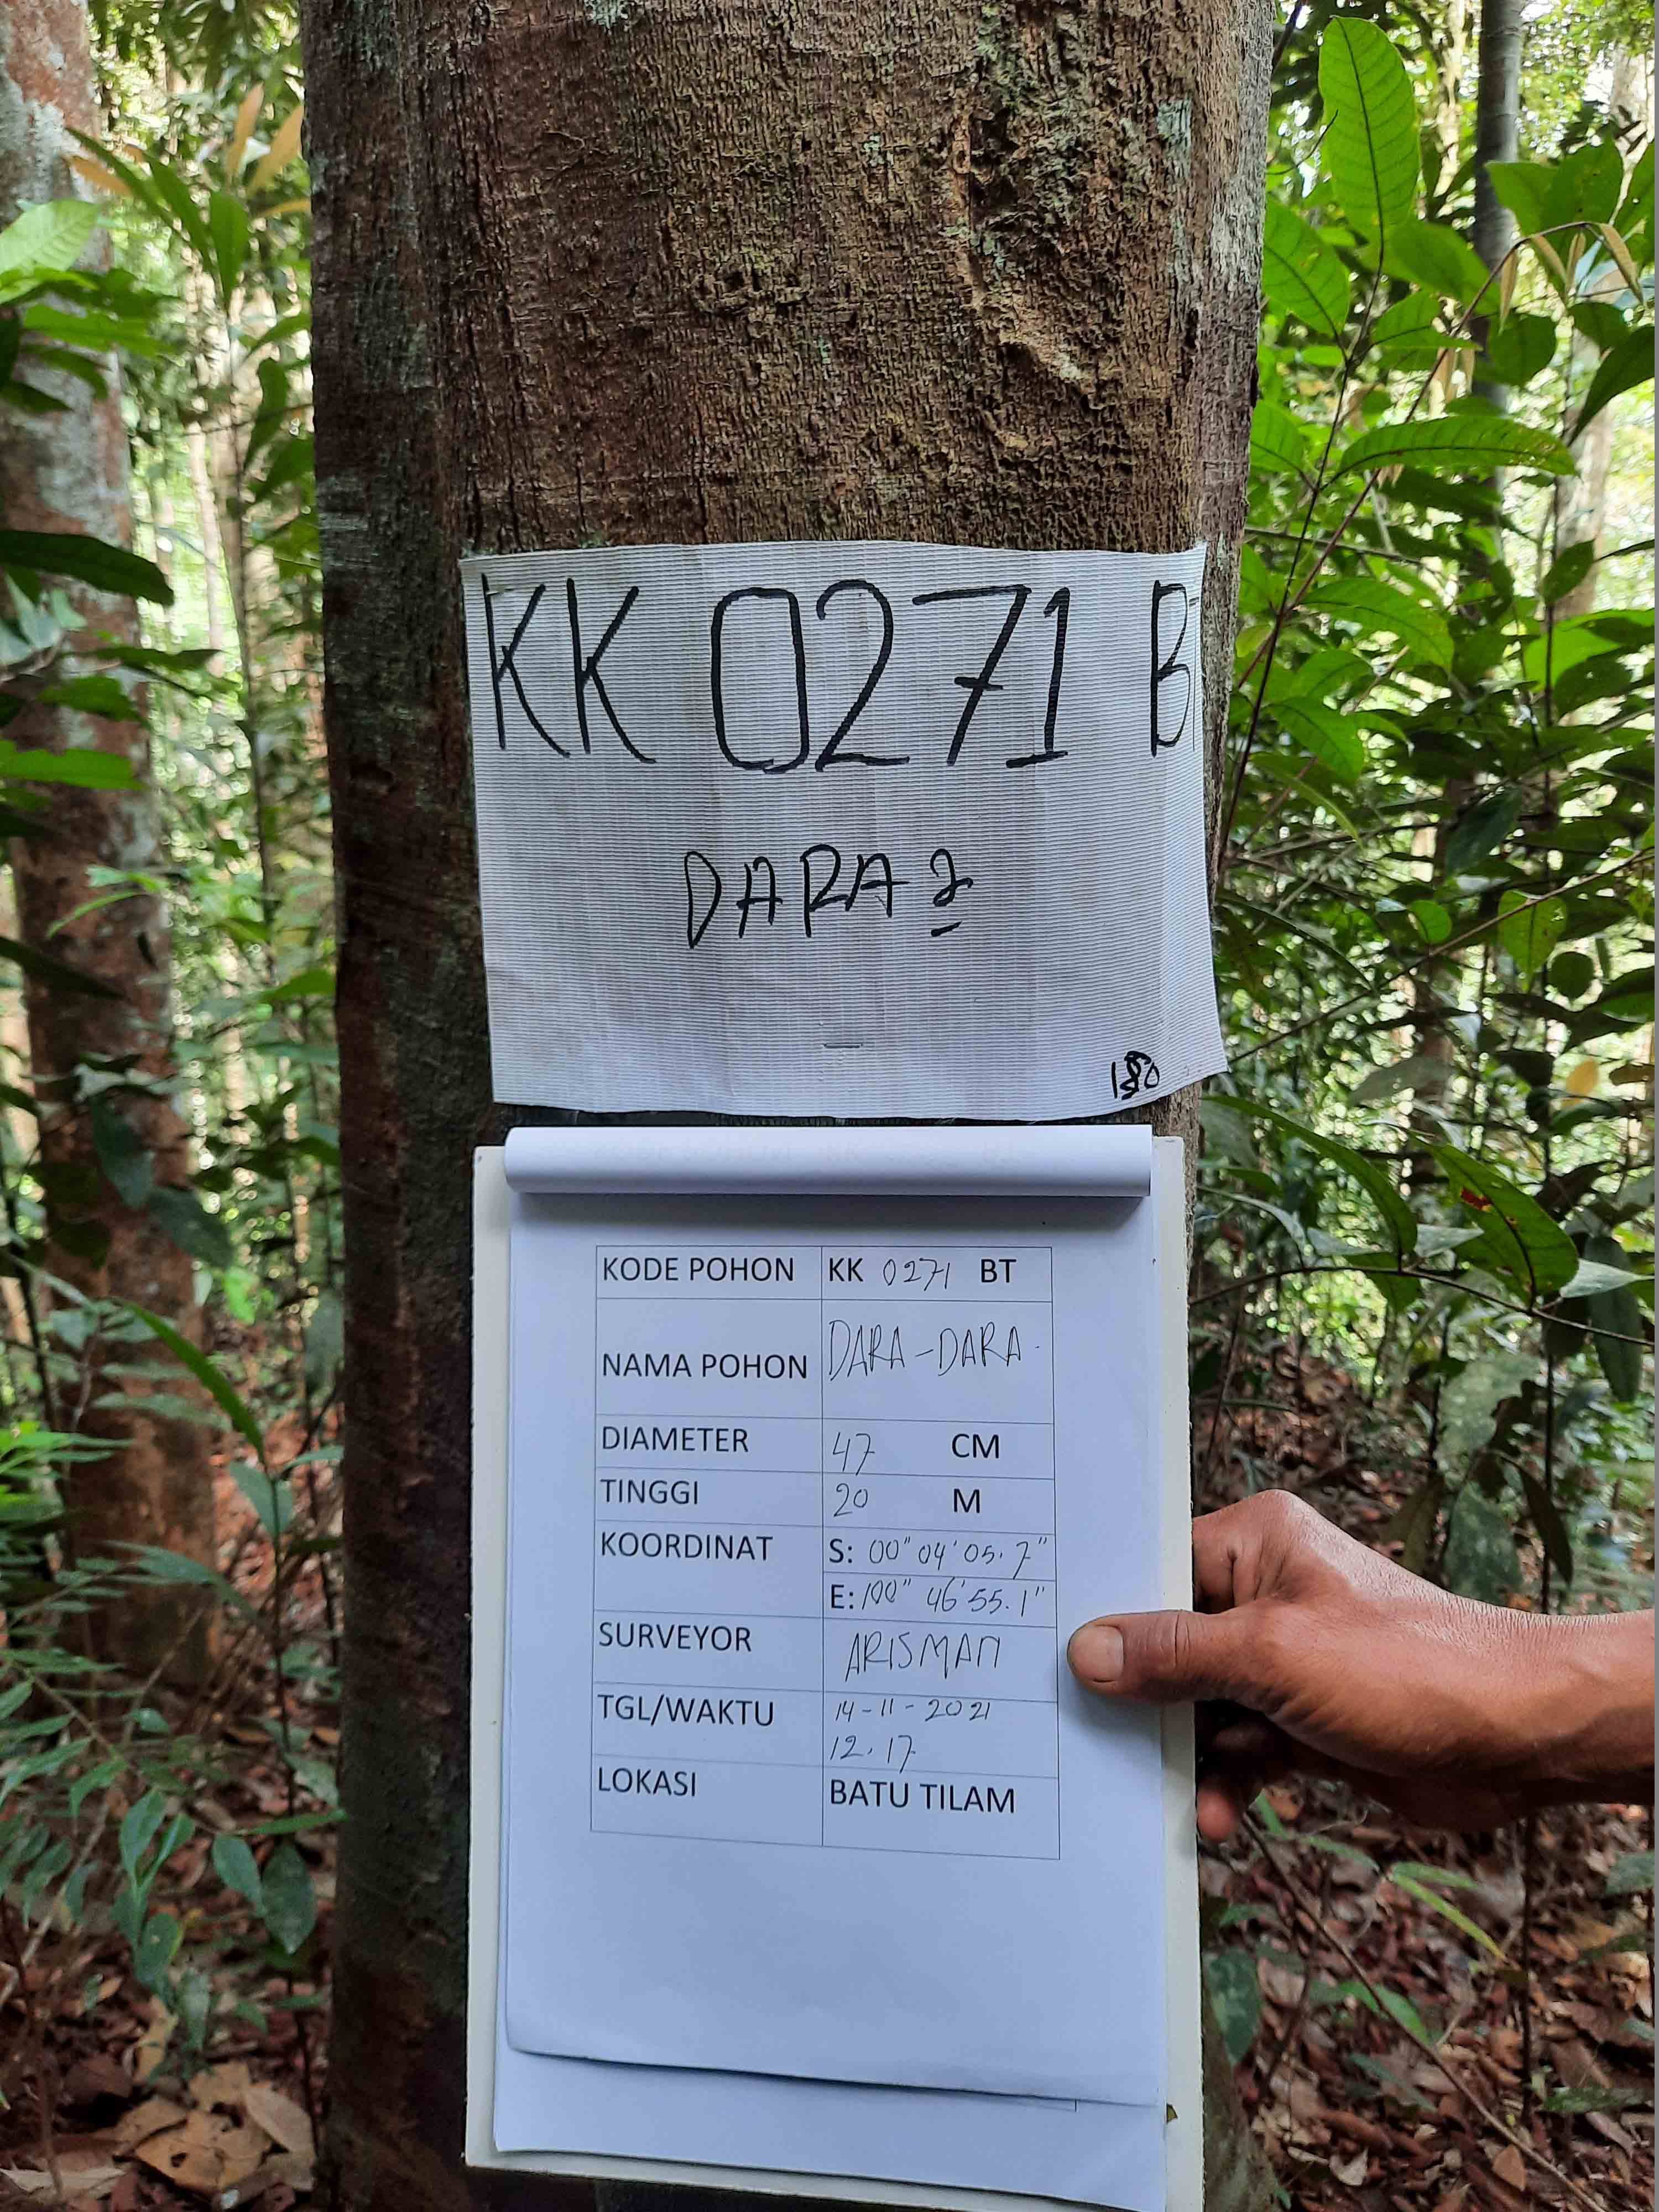 KK 0271 BT
DARA 2
KODE POHON KK 0271 BT
NAMA POHON DARA-DARA
DIAMETER 47 CM
TINGGI 20 M
KOORDINAT S: 00" 04' 05.7"
E: 100" 46' 55.1"
SURVEYOR ARISMAN
TGL/WAKTU 14-11-2021
12.17
LOKASI BATU TILAM